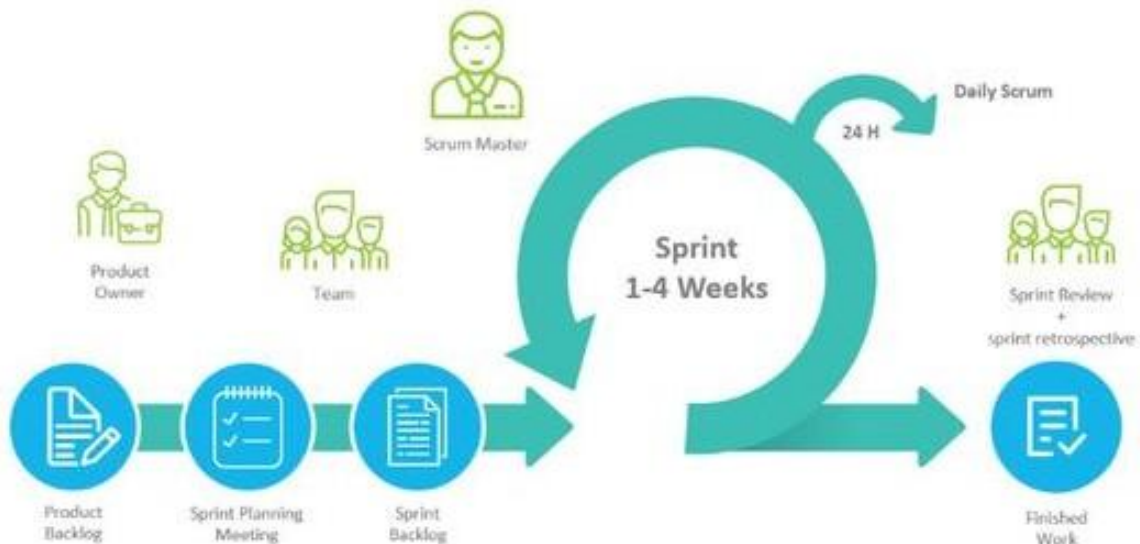 Scrum Master
Daily Scrum
24 H
Product
Owner
Team
Sprint
1-4 Weeks
Sprint Review
+
sprint retrospective
Product
Backlog
Sprint Planning
Meeting
Sprint
Backlog
Finished
Work